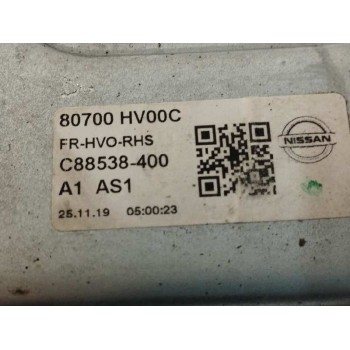 80700 HV00C
FR-HVO-RHS
C88538-400
A1 AS1
25.11.19 05:00:23
NISSAN